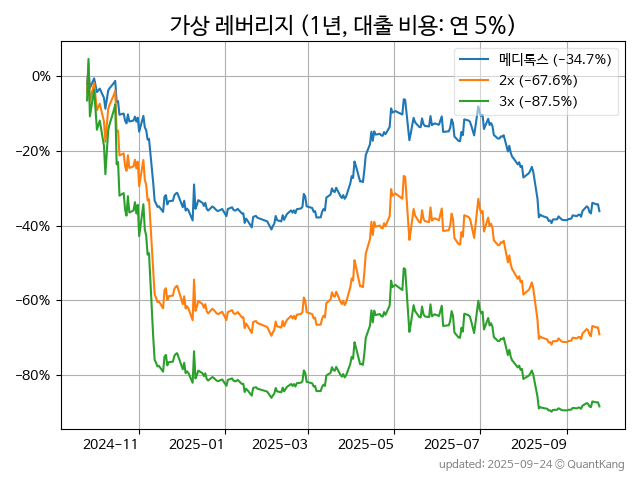 가상 레버리지 (1년, 대출 비용: 연 5%)
메디톡스 (−34.7%)
2x (−67.6%)
3x (−87.5%)
0%
−20%
−40%
−60%
−80%
2024−11 2025−01 2025−03 2025−05 2025−07 2025−09
updated: 2025-09-24 © QuantKang